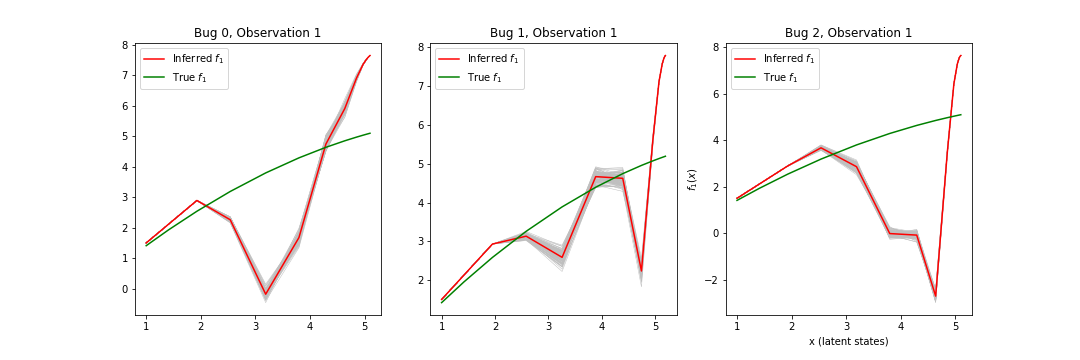 Bug 0, Observation 1
8
7
6
5
4
3
2
1
0
1 2 3 4 5
Inferred f₁
True f₁
Bug 1, Observation 1
8
7
6
5
4
3
2
1 2 3 4 5
Inferred f₁
True f₁
Bug 2, Observation 1
f₁(x)
8
6
4
2
0
−2
1 2 3 4 5
x (latent states)
Inferred f₁
True f₁